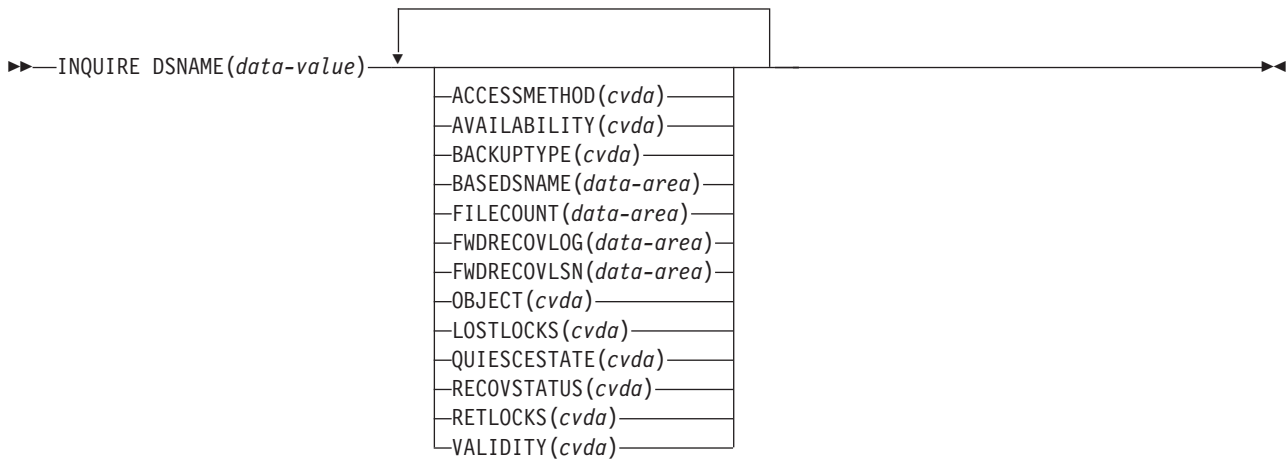 INQUIRE DSNAME(data-value)
ACCESSMETHOD(cvda)
AVAILABILITY(cvda)
BACKUPTYPE(cvda)
BASEDSNAME(data-area)
FILECOUNT(data-area)
FWDRECOVLOG(data-area)
FWDRECOVLSN(data-area)
OBJECT(cvda)
LOSTLOCKS(cvda)
QUIESCESTATE(cvda)
RECOVSTATUS(cvda)
RETLOCKS(cvda)
VALIDITY(cvda)